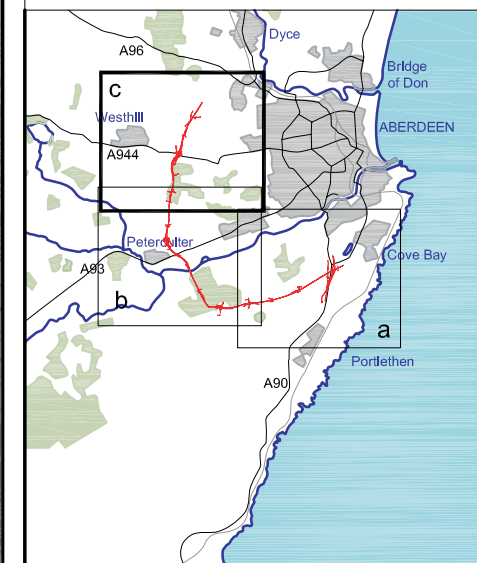 Dyce
A96
Bridge
of Don
c
Westhill
ABERDEEN
A944
Peterculter
Cove Bay
A93
b
a
Portlethen
A90